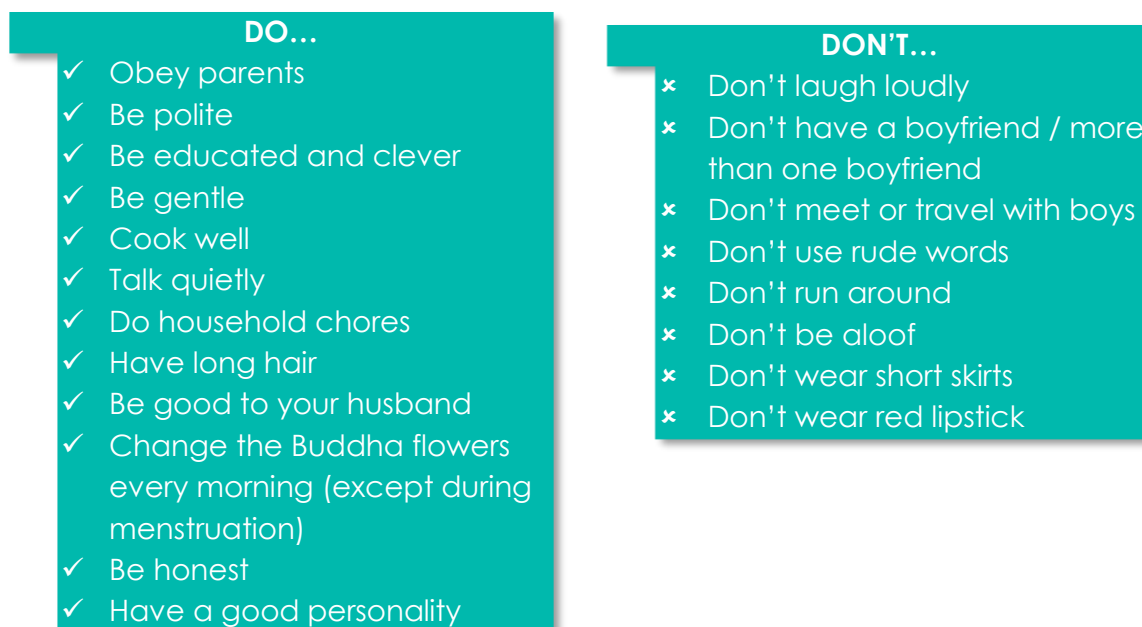 DO…
✓ Obey parents
✓ Be polite
✓ Be educated and clever
✓ Be gentle
✓ Cook well
✓ Talk quietly
✓ Do household chores
✓ Have long hair
✓ Be good to your husband
✓ Change the Buddha flowers
every morning (except during
menstruation)
✓ Be honest
✓ Have a good personality
DON’T…
× Don’t laugh loudly
× Don’t have a boyfriend / more
than one boyfriend
× Don’t meet or travel with boys
× Don’t use rude words
× Don’t run around
× Don’t be aloof
× Don’t wear short skirts
× Don’t wear red lipstick